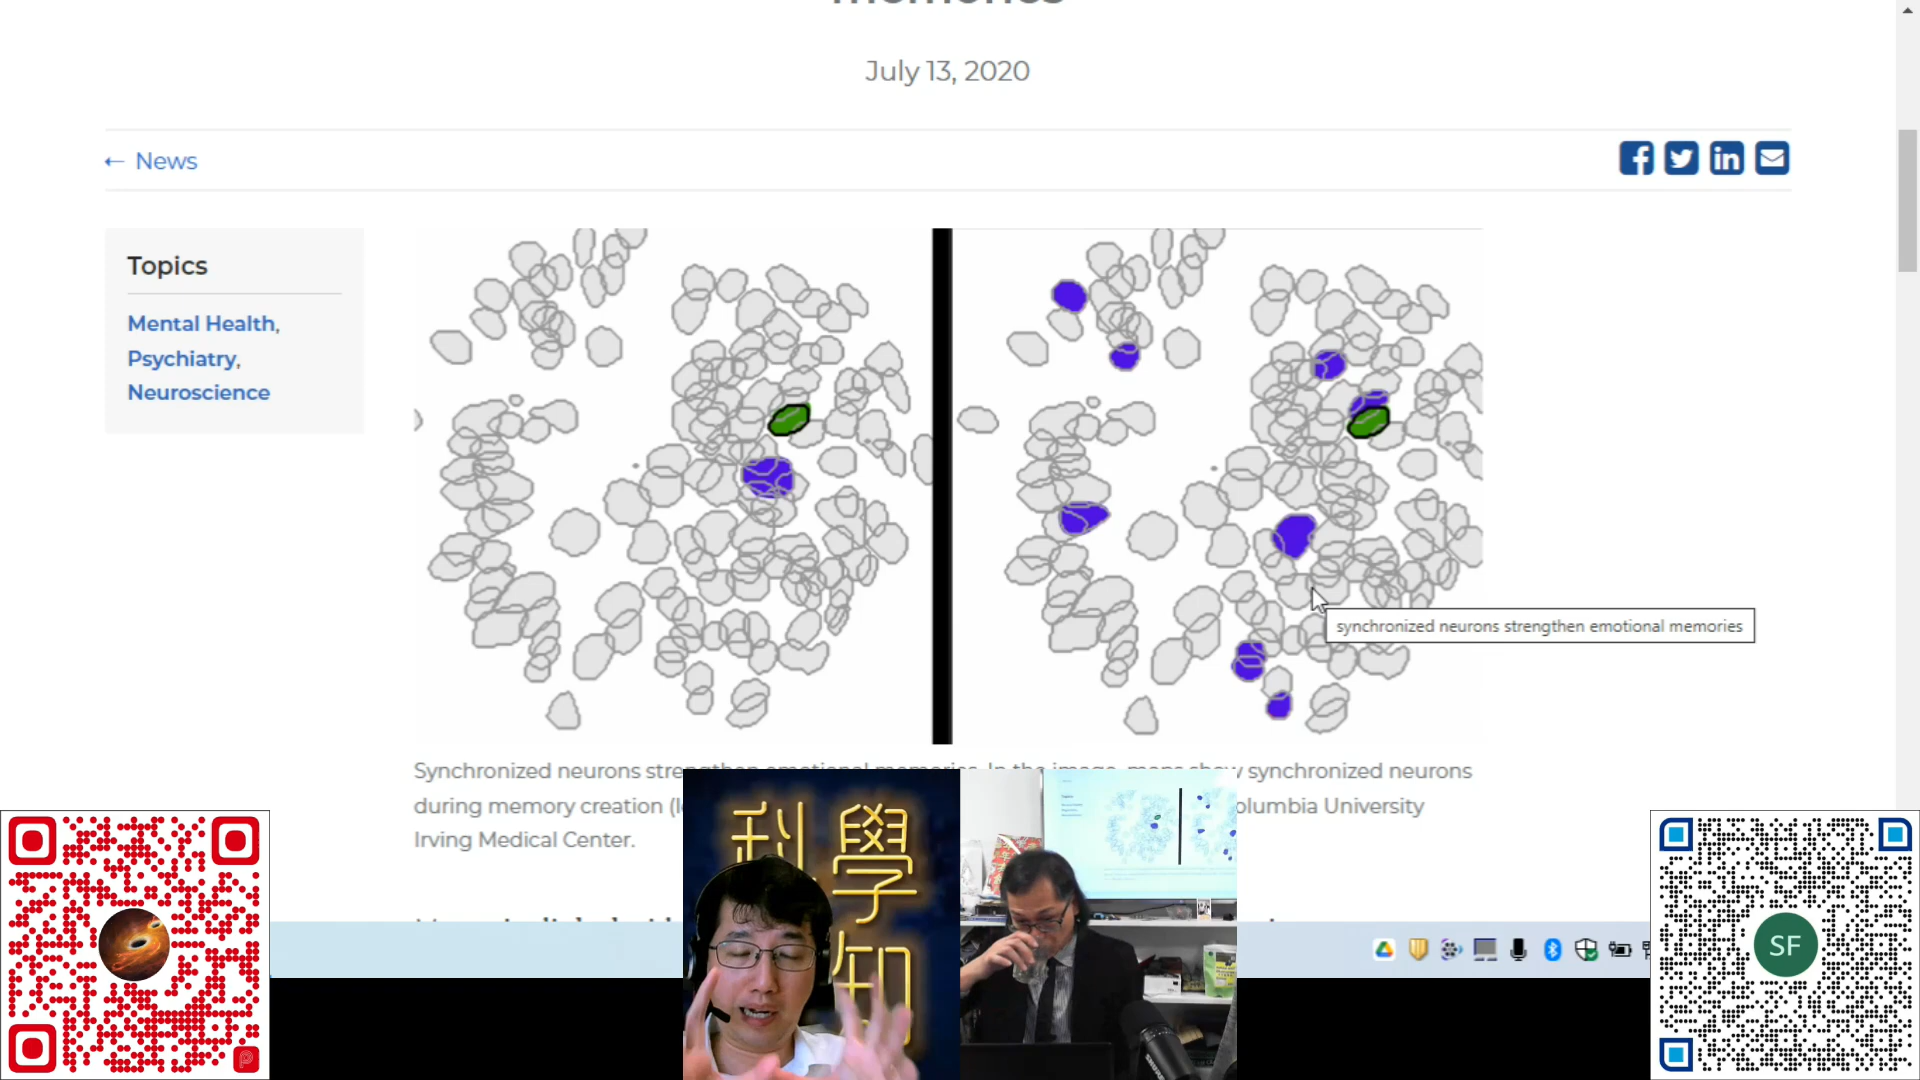 July 13, 2020
← News
Topics
Mental Health,
Psychiatry,
Neuroscience
synchronized neurons strengthen emotional memories
Synchronized neurons synchronized neurons
during memory creation olumbia University
Irving Medical Center.
科學
知
SF